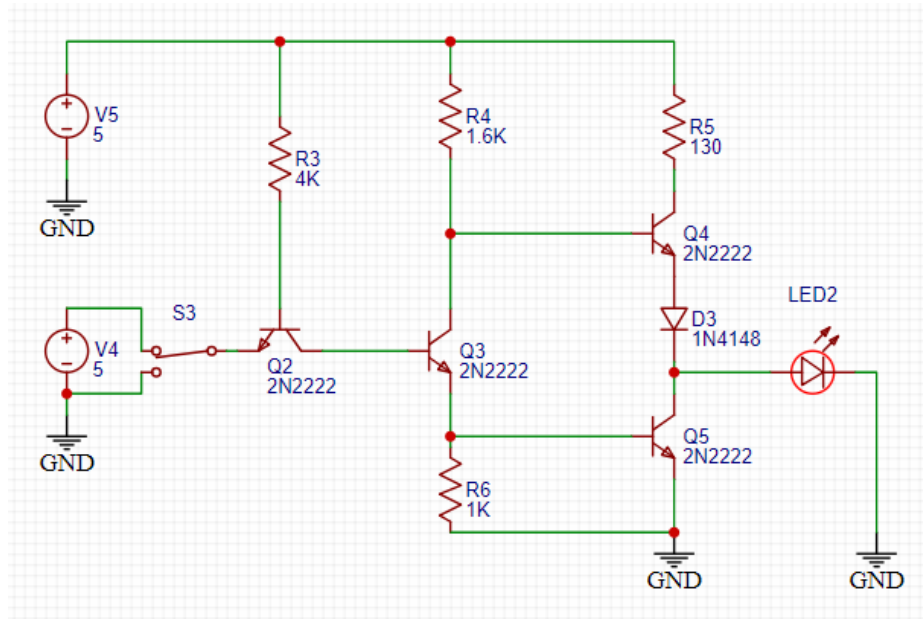 V5
5
GND
R3
4K
R4
1.6K
R5
130
Q4
2N2222
D3
1N4148
LED2
S3
V4
5
GND
Q2
2N2222
Q3
2N2222
Q5
2N2222
R6
1K
GND
GND